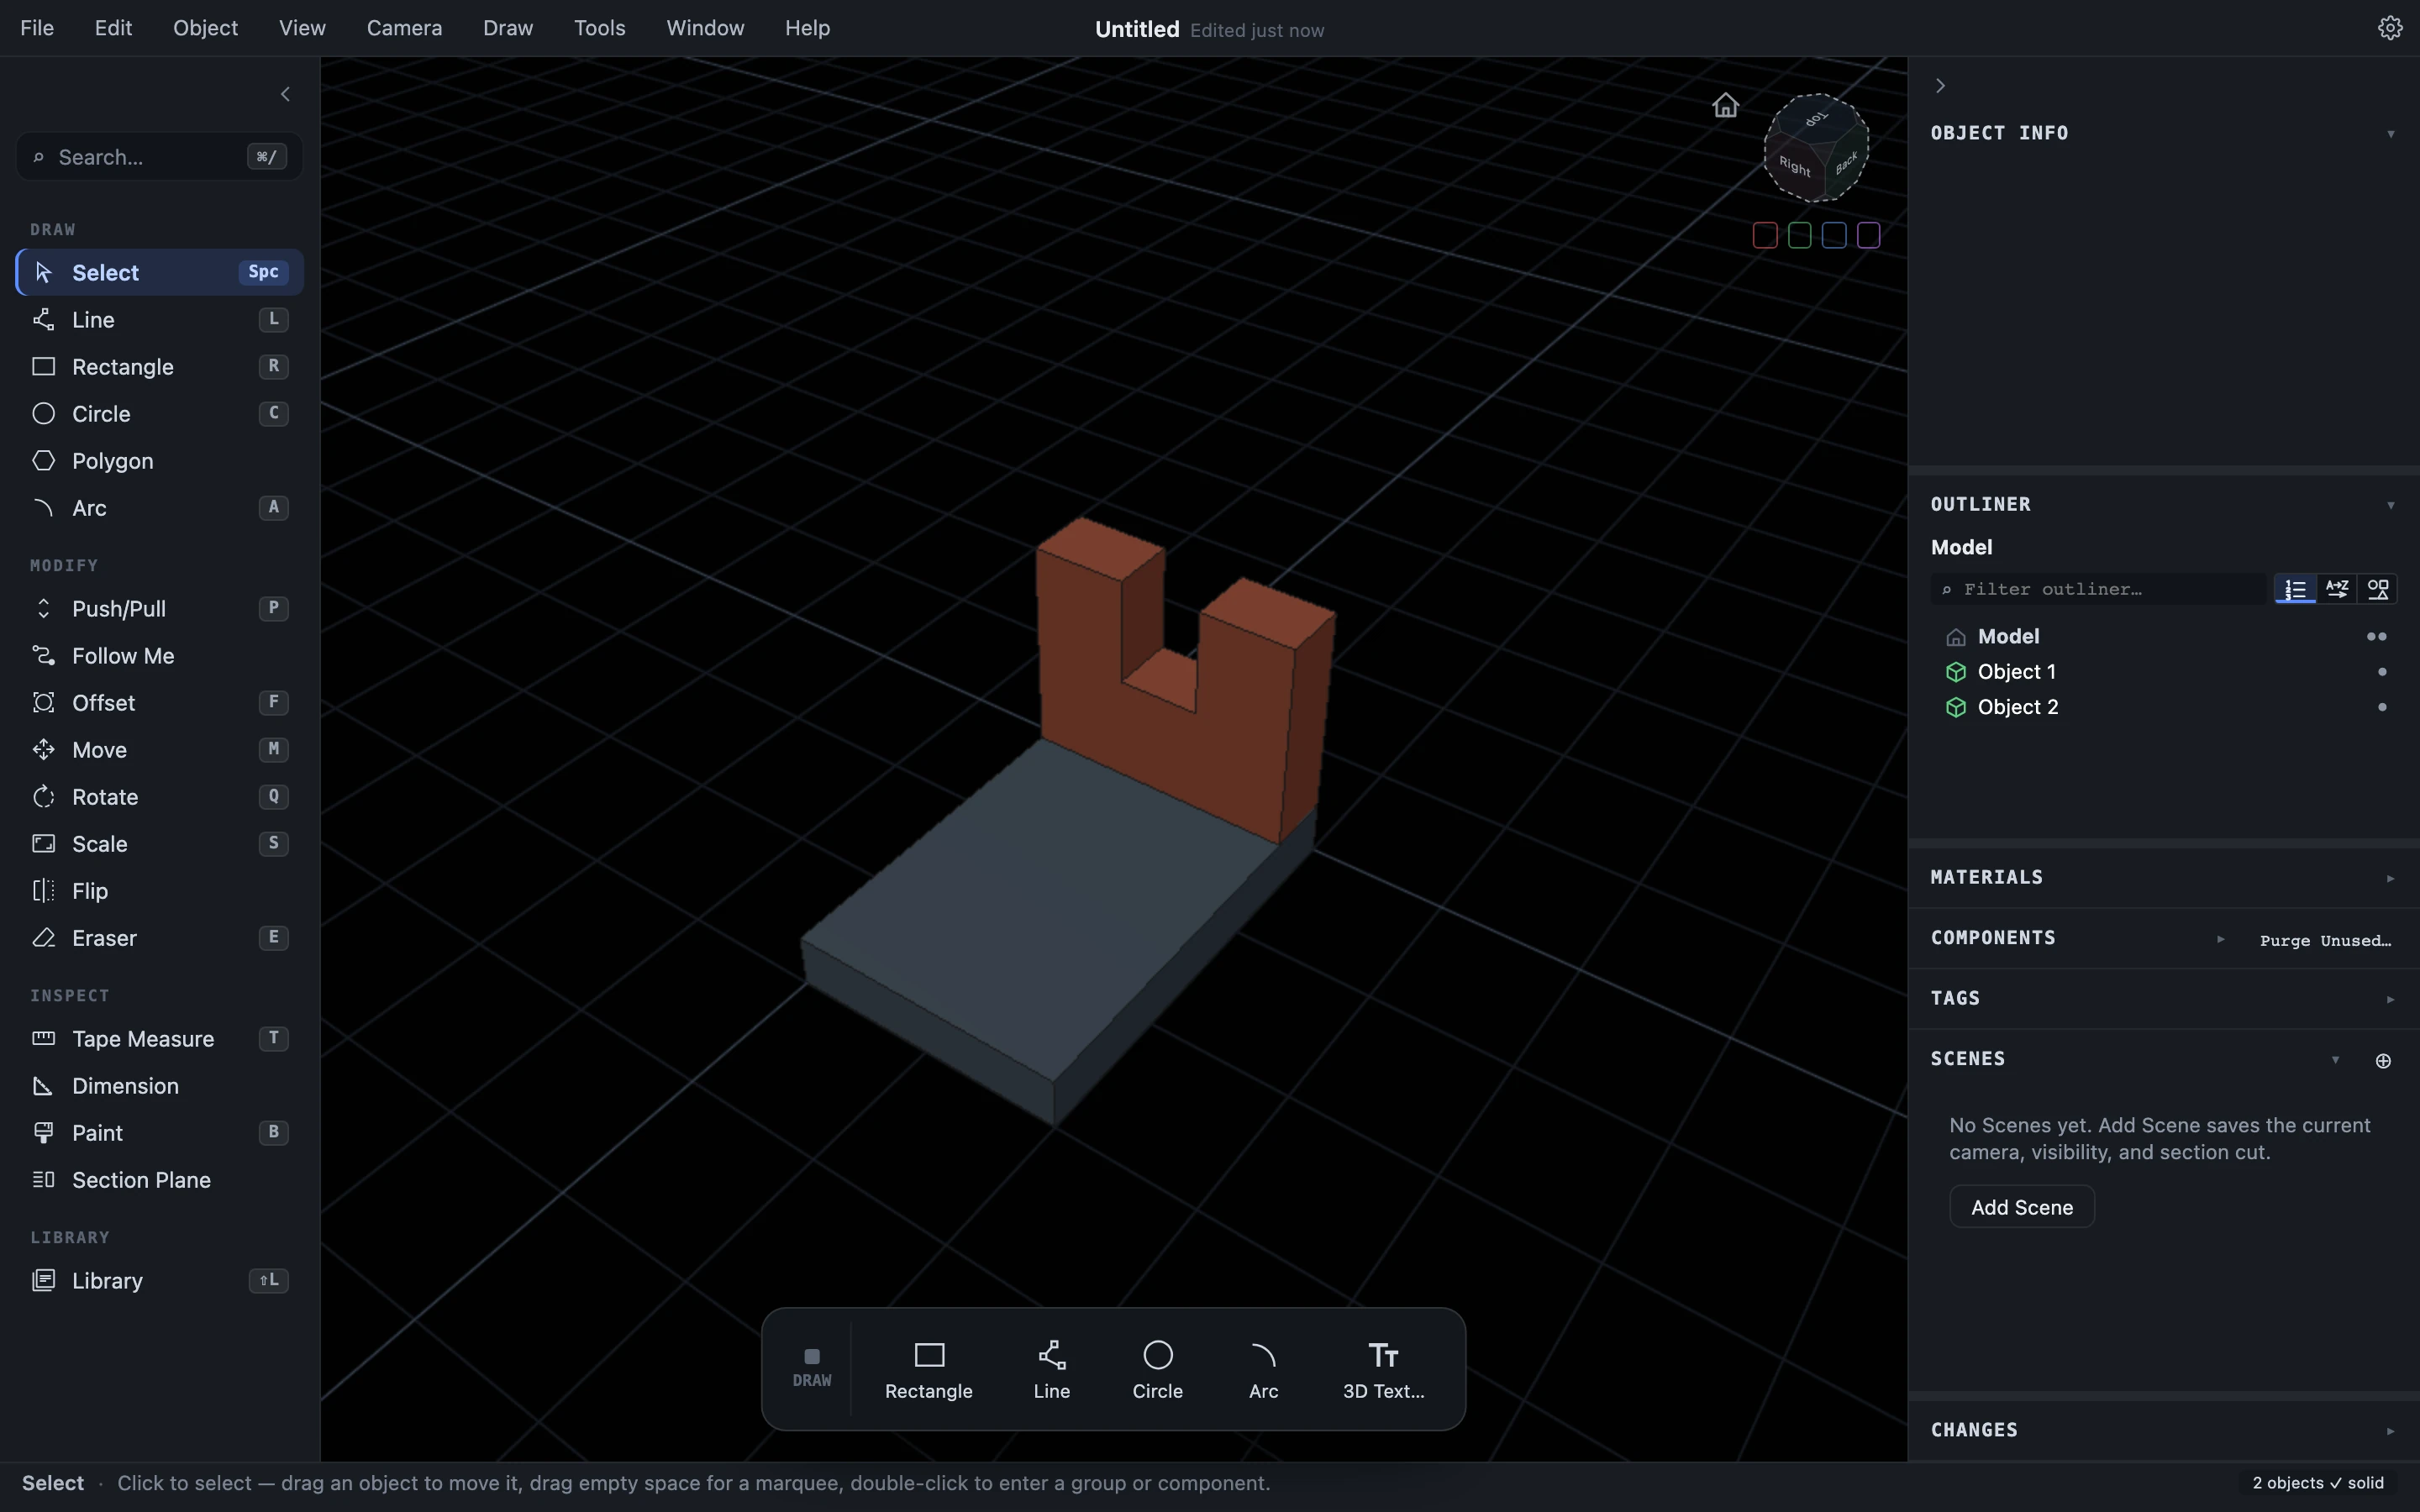 File Edit Object View Camera Draw Tools Window Help
Untitled Edited just now
Search... ⌘/
DRAW
Select Spc
Line L
Rectangle R
Circle C
Polygon
Arc A
MODIFY
Push/Pull P
Follow Me
Offset F
Move M
Rotate Q
Scale S
Flip
Eraser E
INSPECT
Tape Measure T
Dimension
Paint B
Section Plane
LIBRARY
Library ⇧L
Top
Right
Back
DRAW
Rectangle
Line
Circle
Arc
3D Text...
OBJECT INFO
OUTLINER
Model
Filter outliner…
Model
Object 1
Object 2
MATERIALS
COMPONENTS Purge Unused…
TAGS
SCENES
No Scenes yet. Add Scene saves the current
camera, visibility, and section cut.
Add Scene
CHANGES
Select · Click to select — drag an object to move it, drag empty space for a marquee, double-click to enter a group or component.
2 objects ✓ solid